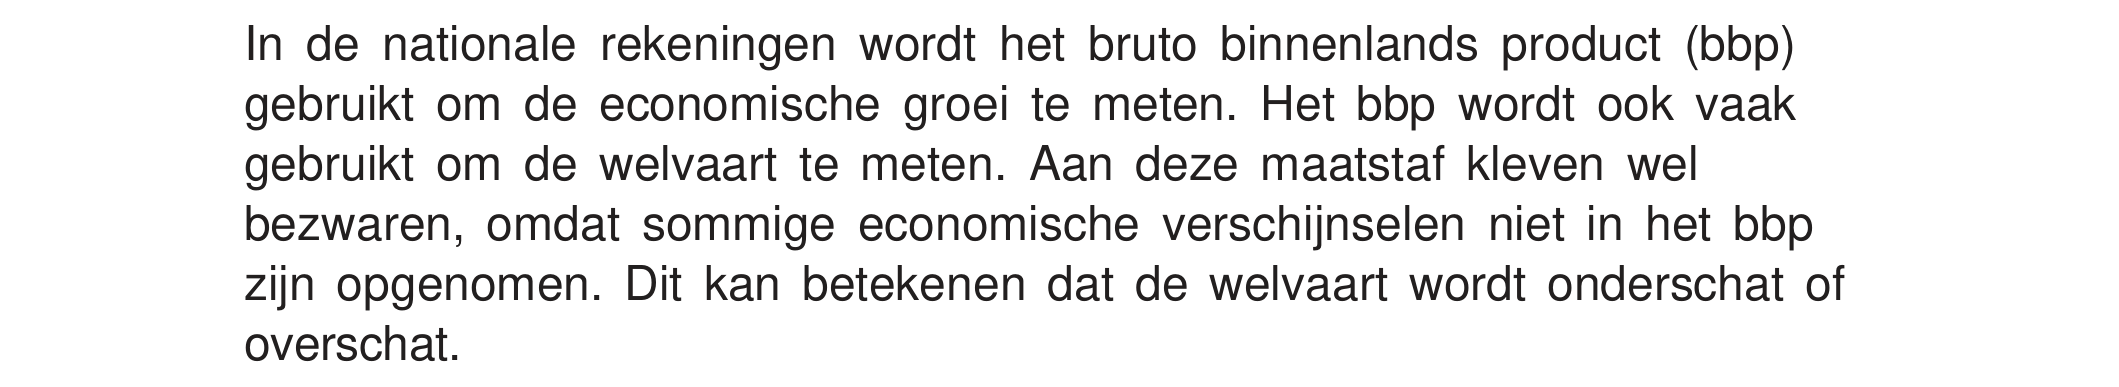 In de nationale rekeningen wordt het bruto binnenlands product (bbp)
gebruikt om de economische groei te meten. Het bbp wordt ook vaak
gebruikt om de welvaart te meten. Aan deze maatstaf kleven wel
bezwaren, omdat sommige economische verschijnselen niet in het bbp
zijn opgenomen. Dit kan betekenen dat de welvaart wordt onderschat of
overschat.